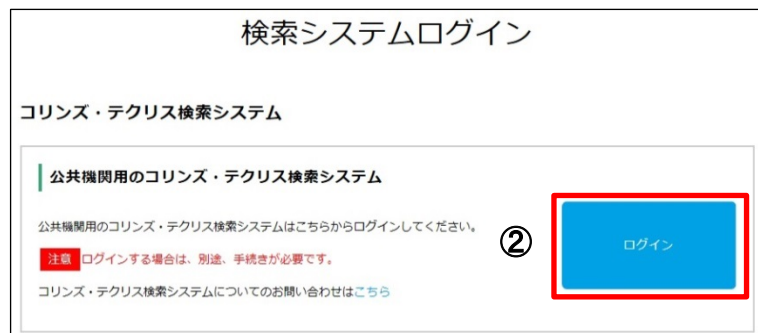 検索システムログイン
コリンズ・テクリス検索システム
公共機関用のコリンズ・テクリス検索システム
公共機関用のコリンズ・テクリス検索システムはこちらからログインしてください。
注意 ログインする場合は、別途、手続きが必要です。
コリンズ・テクリス検索システムについてのお問い合わせはこちら
②
ログイン